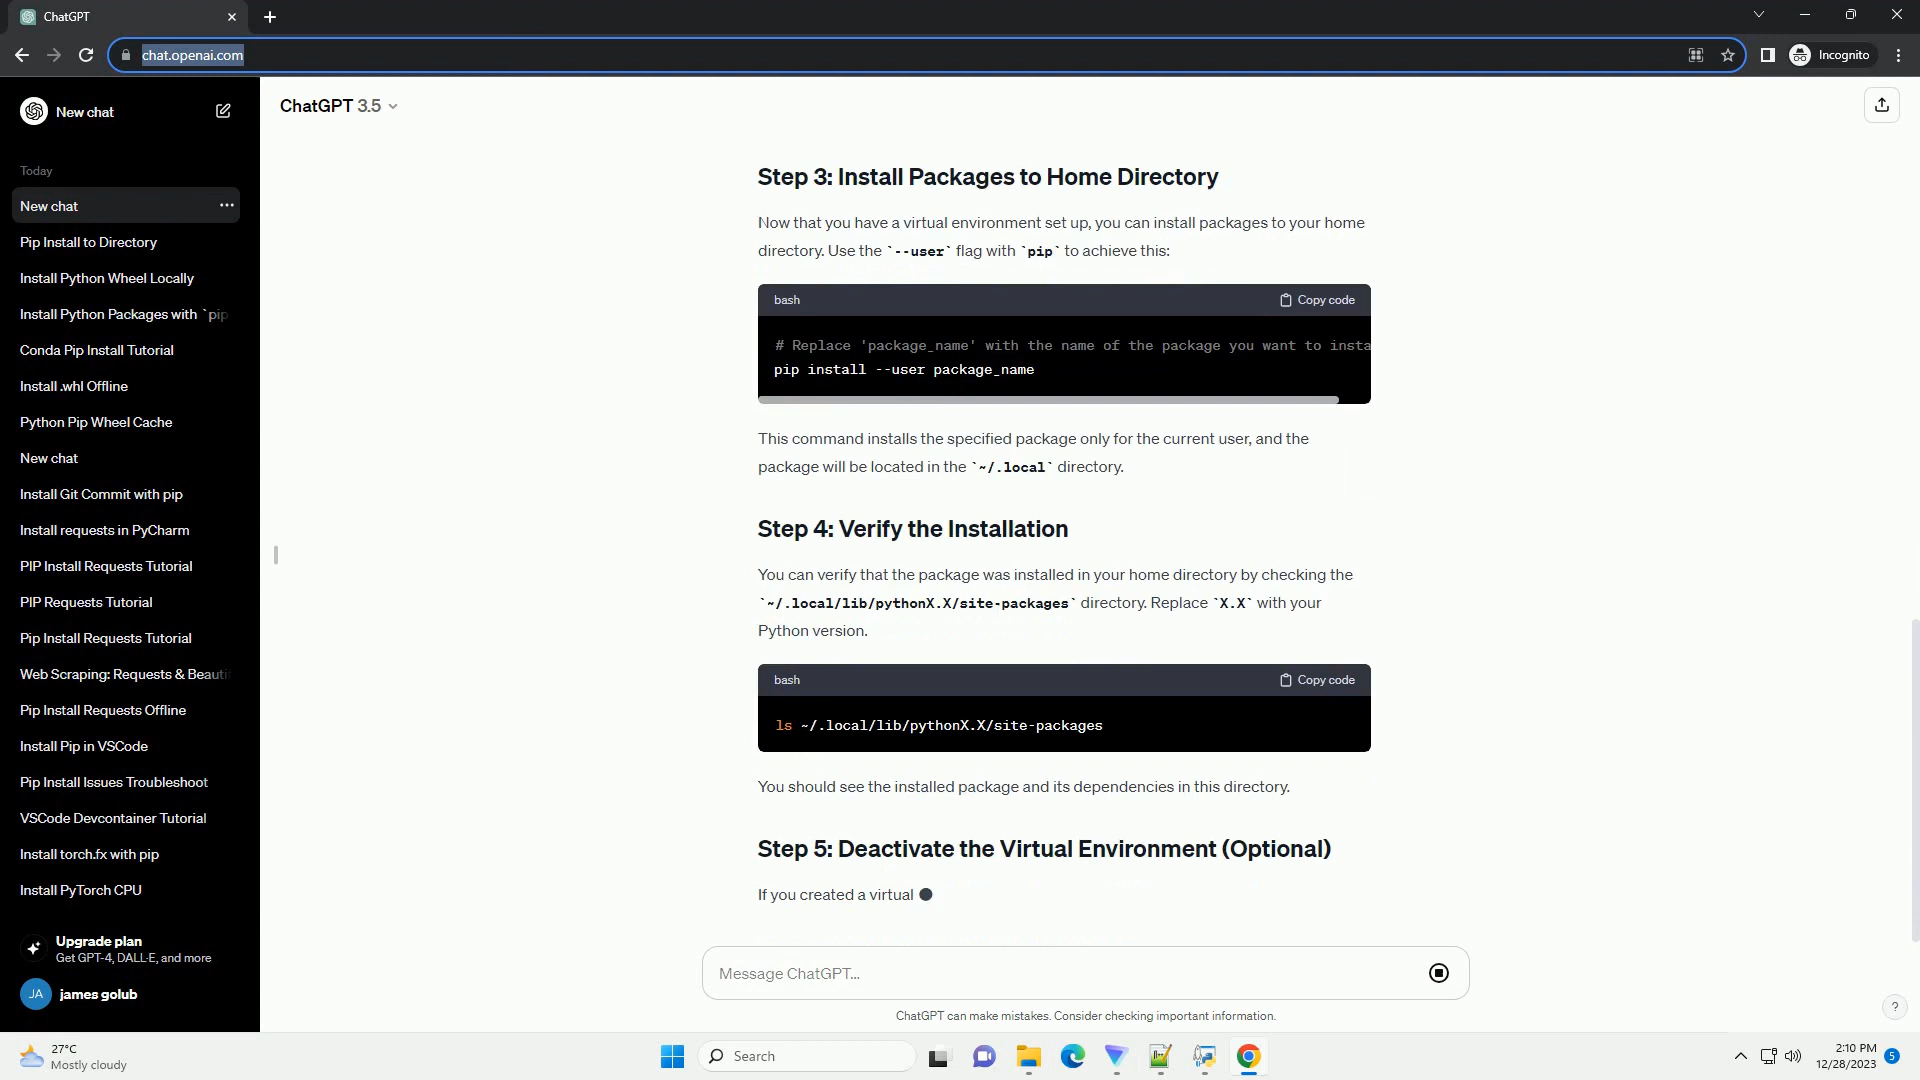 ChatGPT
chat.openai.com
Incognito
New chat
ChatGPT 3.5
Today
New chat
Pip Install to Directory
Install Python Wheel Locally
Install Python Packages with `pip
Conda Pip Install Tutorial
Install .whl Offline
Python Pip Wheel Cache
New chat
Install Git Commit with pip
Install requests in PyCharm
PIP Install Requests Tutorial
PIP Requests Tutorial
Pip Install Requests Tutorial
Web Scraping: Requests & Beauti
Pip Install Requests Offline
Install Pip in VSCode
Pip Install Issues Troubleshoot
VSCode Devcontainer Tutorial
Install torch.fx with pip
Install PyTorch CPU
Upgrade plan
Get GPT-4, DALL·E, and more
JA
james golub
Step 3: Install Packages to Home Directory
Now that you have a virtual environment set up, you can install packages to your home
directory. Use the `--user` flag with `pip` to achieve this:
bash
Copy code
# Replace 'package_name' with the name of the package you want to insta
pip install --user package_name
This command installs the specified package only for the current user, and the
package will be located in the `~/.local` directory.
Step 4: Verify the Installation
You can verify that the package was installed in your home directory by checking the
`~/.local/lib/pythonX.X/site-packages` directory. Replace `X.X` with your
Python version.
bash
Copy code
ls ~/.local/lib/pythonX.X/site-packages
You should see the installed package and its dependencies in this directory.
Step 5: Deactivate the Virtual Environment (Optional)
If you created a virtual
Message ChatGPT...
ChatGPT can make mistakes. Consider checking important information.
?
27°C
Mostly cloudy
Search
2:10 PM
12/28/2023
5